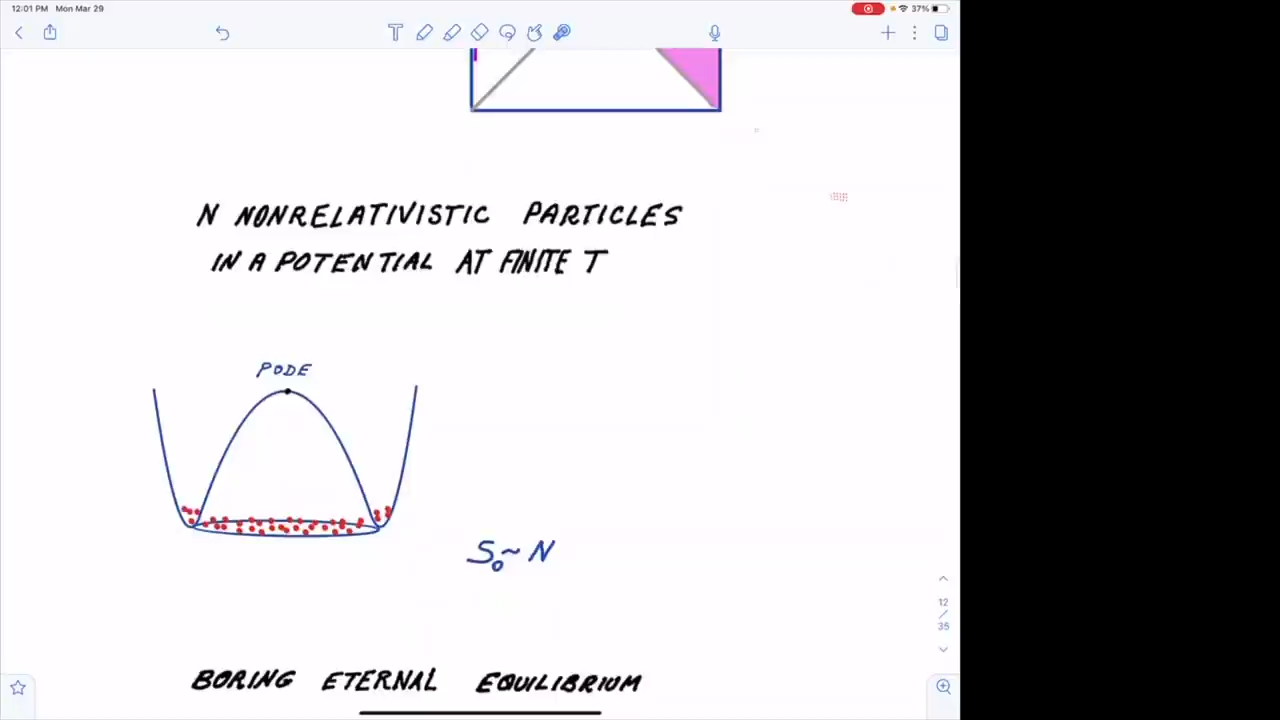 12:01 PM Mon Mar 29
37%
N NONRELATIVISTIC PARTICLES
IN A POTENTIAL AT FINITE T
PODE
S₀ ~ N
12
/
35
BORING ETERNAL EQUILIBRIUM